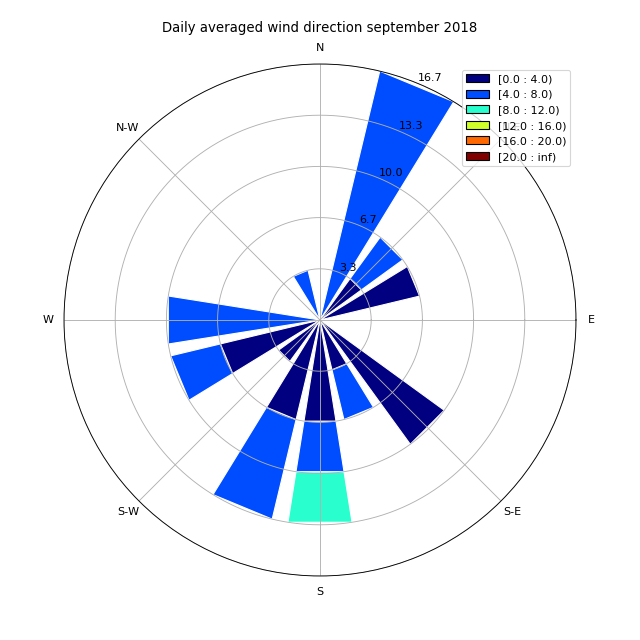 Daily averaged wind direction september 2018
N
N-W
W
S-W
S
S-E
E
3.3
6.7
10.0
13.3
16.7
[0.0 : 4.0)
[4.0 : 8.0)
[8.0 : 12.0)
[12.0 : 16.0)
[16.0 : 20.0)
[20.0 : inf)